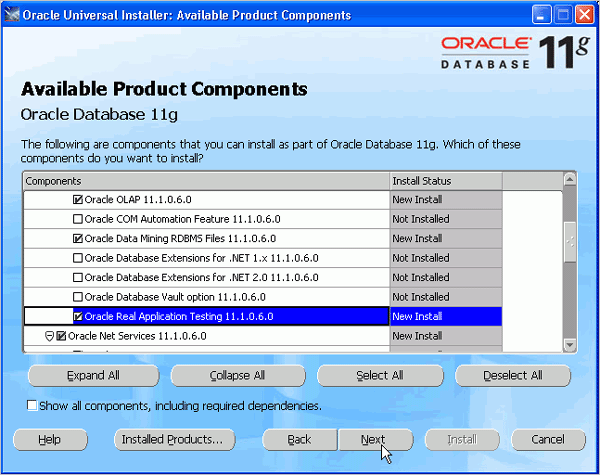 Oracle Universal Installer: Available Product Components
ORACLE
DATABASE 11g
Available Product Components
Oracle Database 11g
The following are components that you can install as part of Oracle Database 11g. Which of these
components do you want to install?
Components Install Status
Oracle OLAP 11.1.0.6.0 New Install
Oracle COM Automation Feature 11.1.0.6.0 Not Installed
Oracle Data Mining RDBMS Files 11.1.0.6.0 New Install
Oracle Database Extensions for .NET 1.x 11.1.0.6.0 Not Installed
Oracle Database Extensions for .NET 2.0 11.1.0.6.0 Not Installed
Oracle Database Vault option 11.1.0.6.0 Not Installed
Oracle Real Application Testing 11.1.0.6.0 New Install
Oracle Net Services 11.1.0.6.0 New Install
Expand All Collapse All Select All Deselect All
Show all components, including required dependencies.
Help Installed Products... Back Next Install Cancel